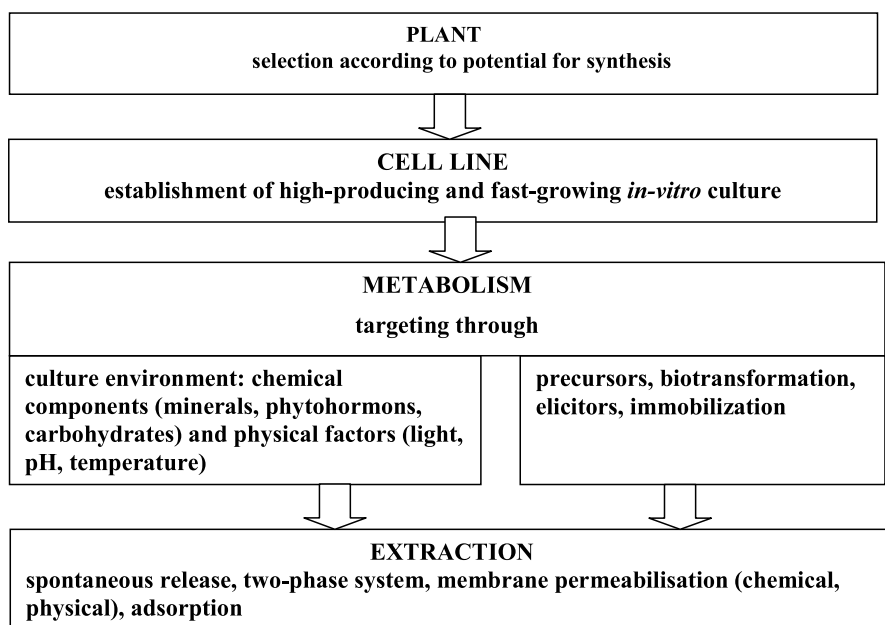 PLANT
selection according to potential for synthesis
CELL LINE
establishment of high-producing and fast-growing in-vitro culture
METABOLISM
targeting through
culture environment: chemical
components (minerals, phytohormons,
carbohydrates) and physical factors (light,
pH, temperature)
precursors, biotransformation,
elicitors, immobilization
EXTRACTION
spontaneous release, two-phase system, membrane permeabilisation (chemical,
physical), adsorption